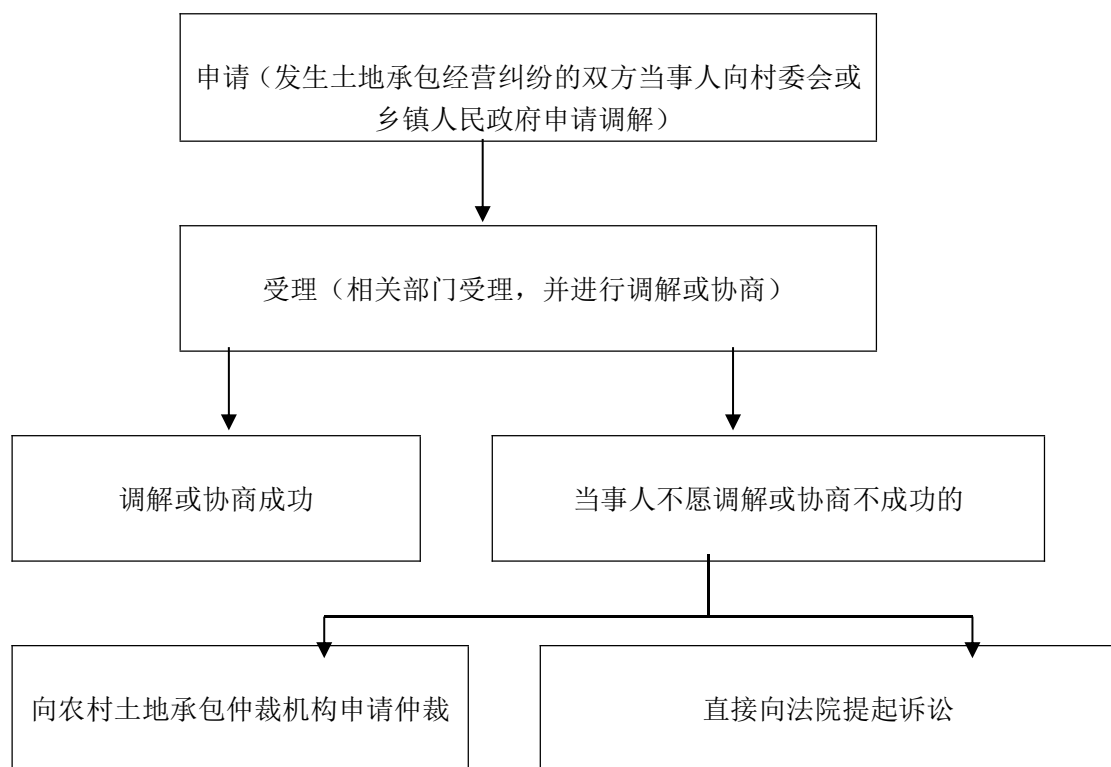 申请（发生土地承包经营纠纷的双方当事人向村委会或
乡镇人民政府申请调解）
受理（相关部门受理，并进行调解或协商）
调解或协商成功
当事人不愿调解或协商不成功的
向农村土地承包仲裁机构申请仲裁
直接向法院提起诉讼